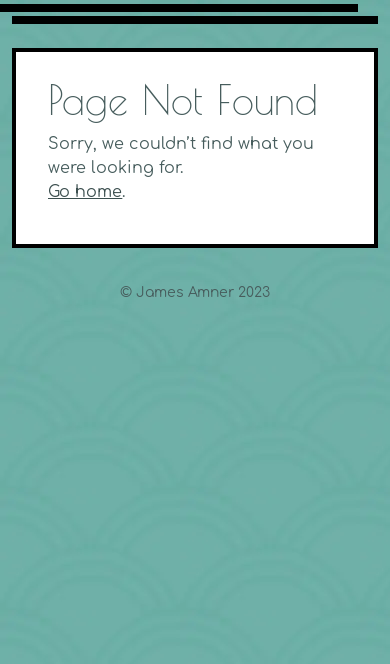 Page Not Found
Sorry, we couldn’t find what you
were looking for.
Go home.
© James Amner 2023